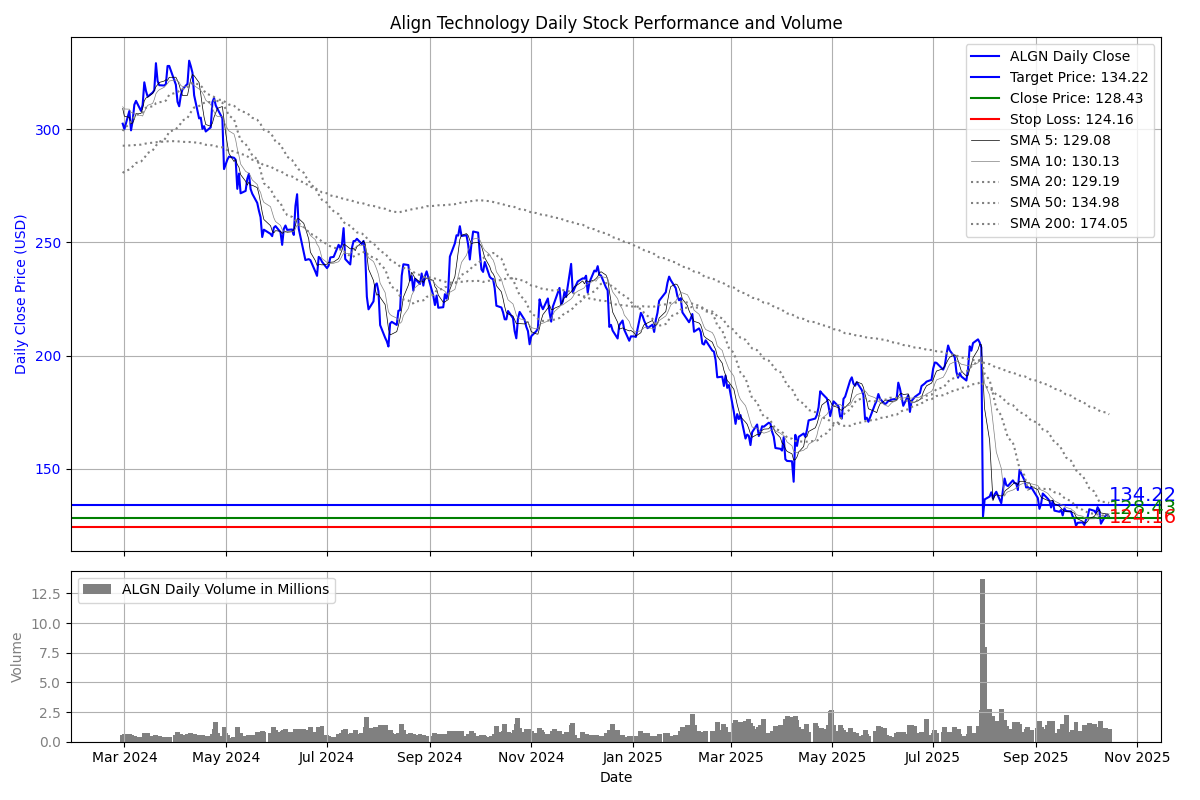 Align Technology Daily Stock Performance and Volume
Daily Close Price (USD)
300
250
200
150
ALGN Daily Close
Target Price: 134.22
Close Price: 128.43
Stop Loss: 124.16
SMA 5: 129.08
SMA 10: 130.13
SMA 20: 129.19
SMA 50: 134.98
SMA 200: 174.05
134.22
128.43
124.16
ALGN Daily Volume in Millions
Volume
12.5
10.0
7.5
5.0
2.5
0.0
Mar 2024 May 2024 Jul 2024 Sep 2024 Nov 2024 Jan 2025 Mar 2025 May 2025 Jul 2025 Sep 2025 Nov 2025
Date